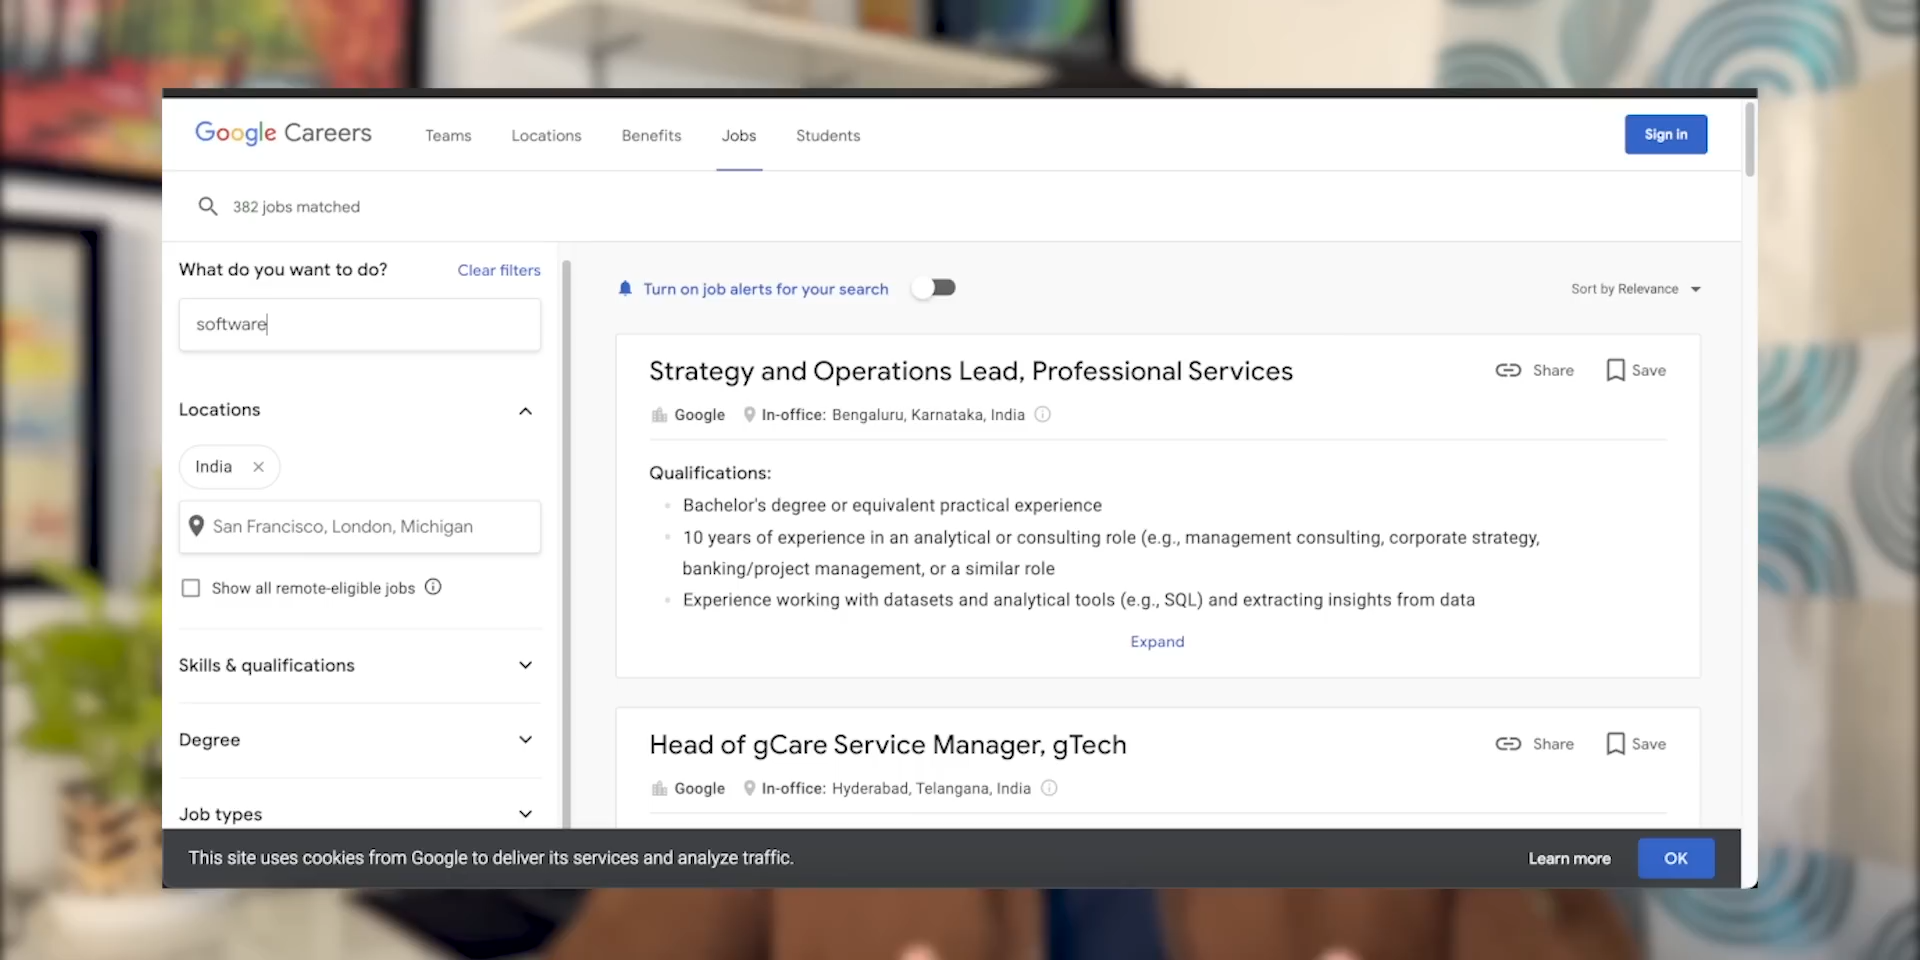 Google Careers
Teams
Locations
Benefits
Jobs
Students
Sign in
382 jobs matched
What do you want to do?
Clear filters
software
Locations
India
San Francisco, London, Michigan
Show all remote-eligible jobs
Skills & qualifications
Degree
Job types
Turn on job alerts for your search
Sort by Relevance
Strategy and Operations Lead, Professional Services
Share
Save
Google
In-office: Bengaluru, Karnataka, India
Qualifications:
Bachelor's degree or equivalent practical experience
10 years of experience in an analytical or consulting role (e.g., management consulting, corporate strategy,
banking/project management, or a similar role
Experience working with datasets and analytical tools (e.g., SQL) and extracting insights from data
Expand
Head of gCare Service Manager, gTech
Share
Save
Google
In-office: Hyderabad, Telangana, India
This site uses cookies from Google to deliver its services and analyze traffic.
Learn more
OK